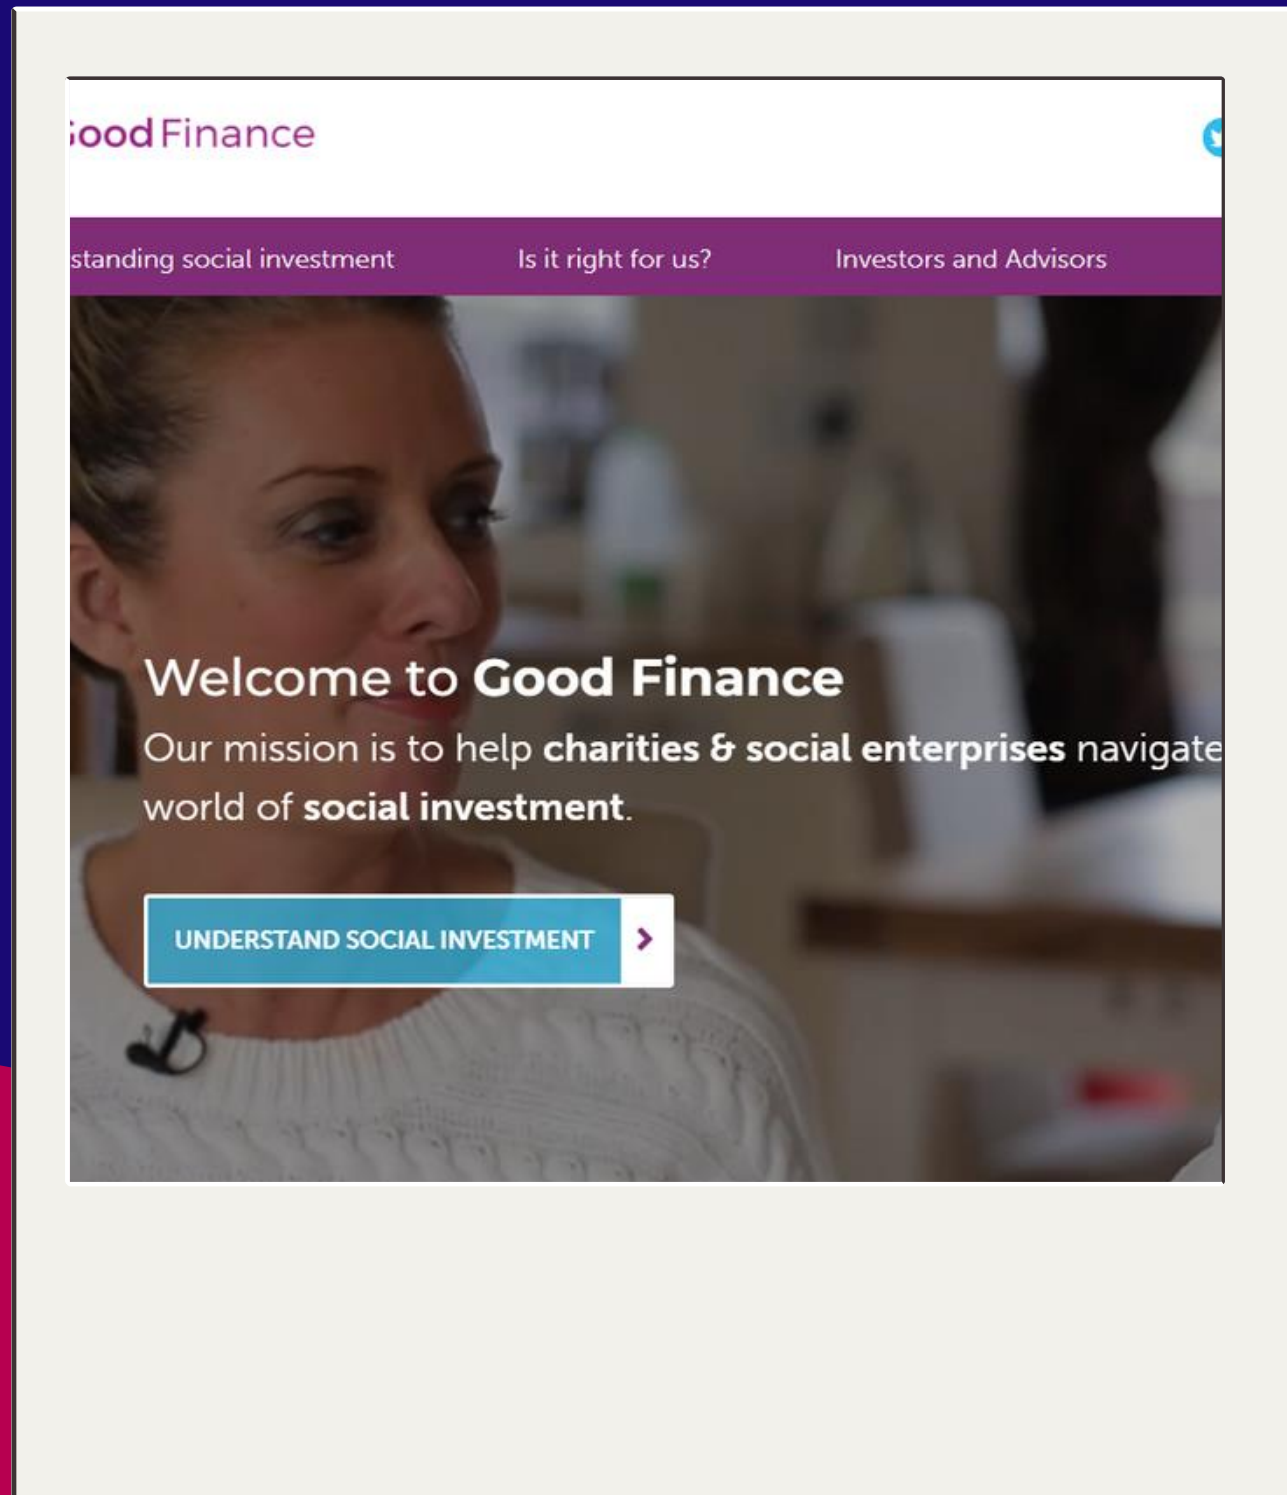 Good Finance
standing social investment Is it right for us? Investors and Advisors
Welcome to Good Finance
Our mission is to help charities & social enterprises navigate
world of social investment.
UNDERSTAND SOCIAL INVESTMENT